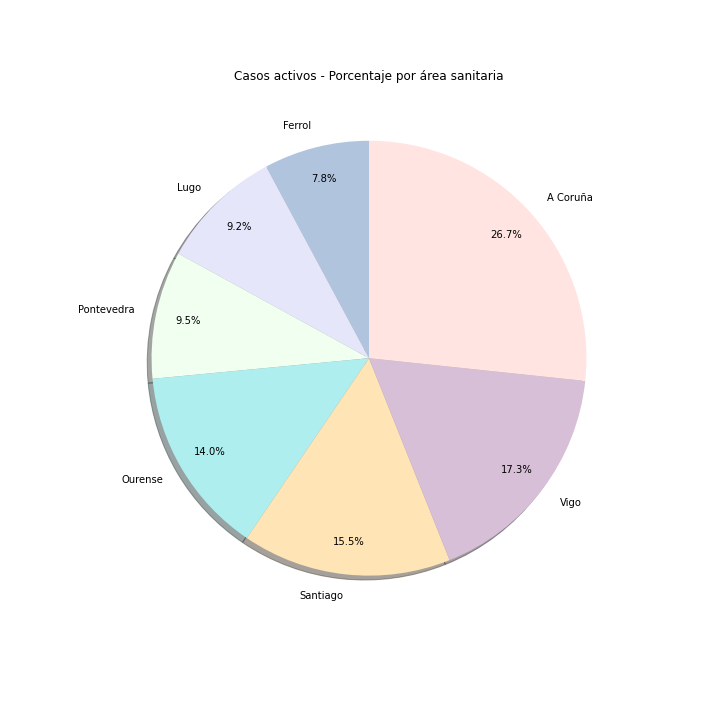 Casos activos - Porcentaje por área sanitaria
Ferrol
7.8%
A Coruña
26.7%
Lugo
9.2%
Pontevedra
9.5%
Ourense
14.0%
Vigo
17.3%
Santiago
15.5%